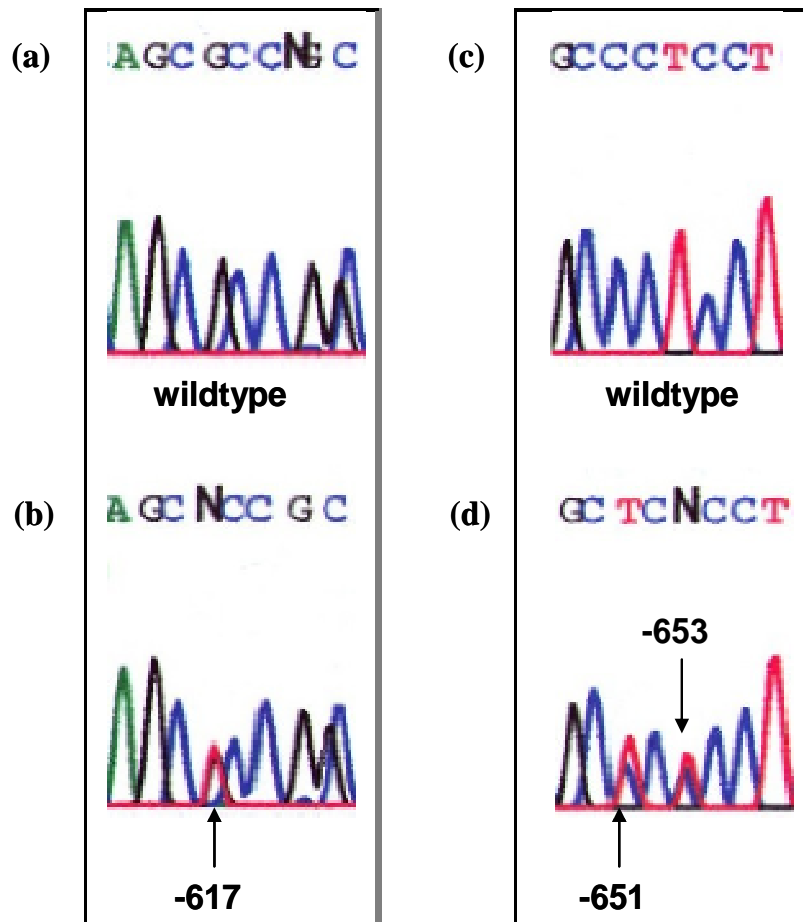 (a)
AGCGCCNGC
wildtype
(b)
AGCNCCGC
-617
(c)
GCCCTCCT
wildtype
(d)
GCTCNCCT
-653
-651